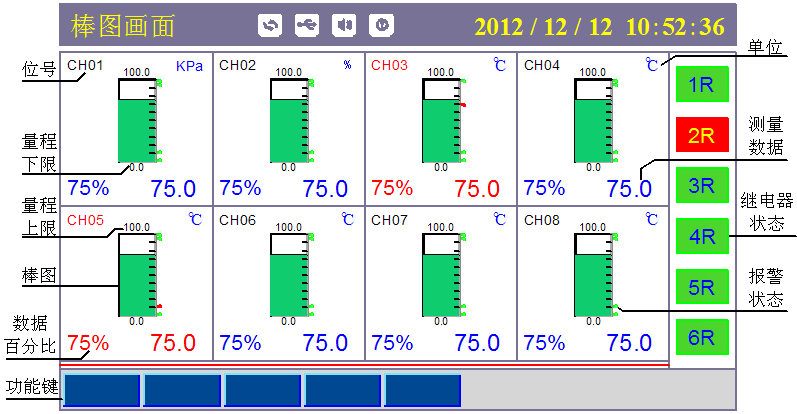 棒图画面 2012 / 12 / 12 10:52:36
位号
CH01 KPa
100.0
0.0
75% 75.0
CH02 %
100.0
0.0
75% 75.0
CH03 ℃
100.0
0.0
75% 75.0
CH04 ℃
100.0
0.0
75% 75.0
单位
量程
下限
测量
数据
1R
2R
3R
4R
5R
6R
量程
上限
继电器
状态
CH05 ℃
100.0
0.0
75% 75.0
CH06 ℃
100.0
0.0
75% 75.0
CH07 ℃
100.0
0.0
75% 75.0
CH08 ℃
100.0
0.0
75% 75.0
棒图
报警
状态
数据
百分比
功能键